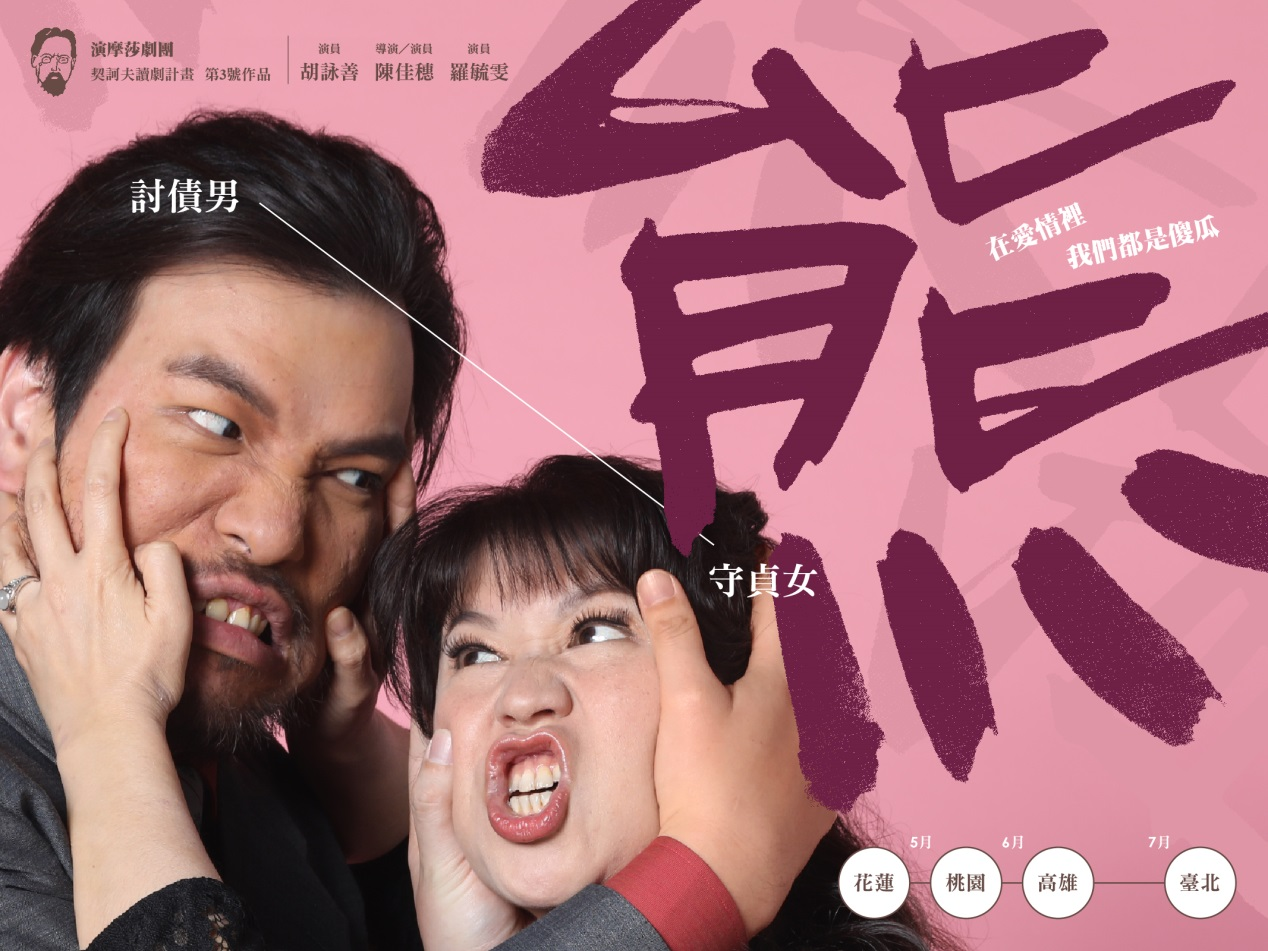 演摩莎劇團
契訶夫讀劇計畫 第3號作品
演員 導演／演員 演員
胡詠善 陳佳穗 羅毓雯
熊
討債男
在愛情裡
我們都是傻瓜
守貞女
5月 6月 7月
花蓮 桃園 高雄 臺北